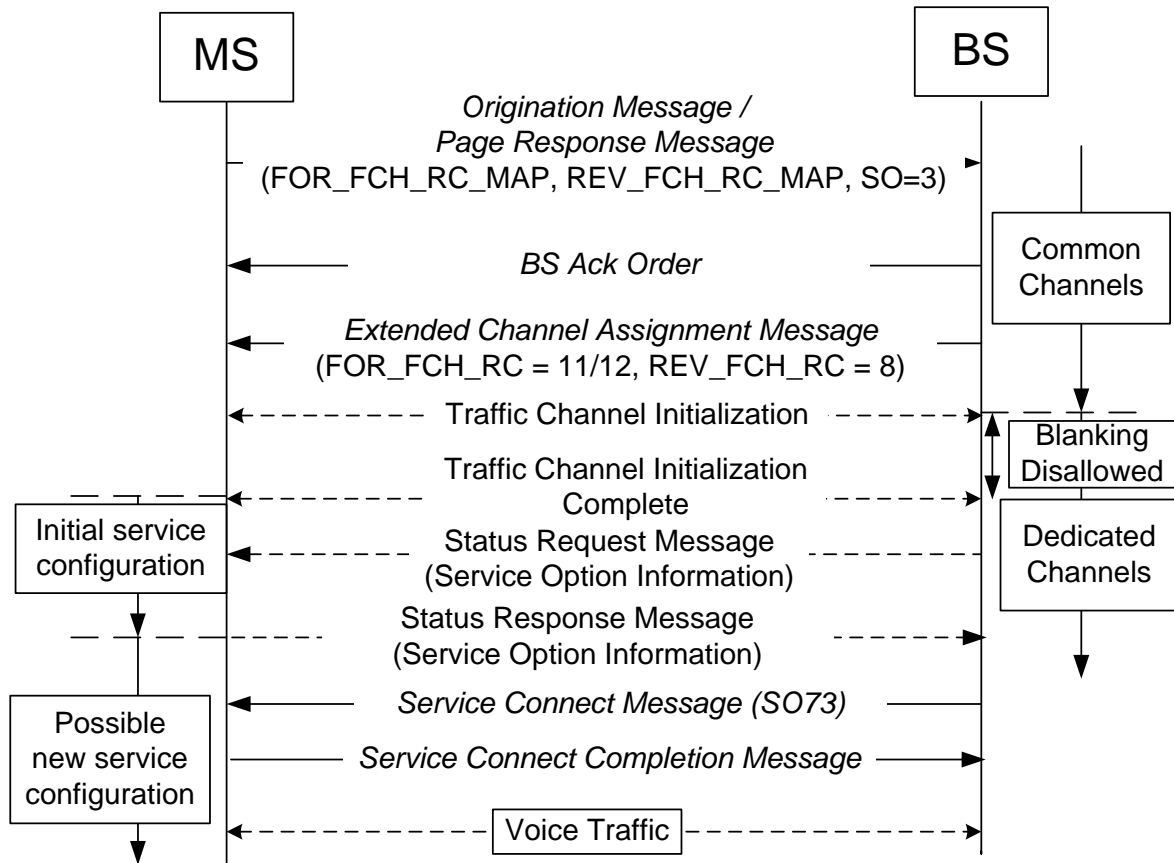 MS
BS
Origination Message /
Page Response Message
(FOR_FCH_RC_MAP, REV_FCH_RC_MAP, SO=3)
Common
Channels
BS Ack Order
Extended Channel Assignment Message
(FOR_FCH_RC = 11/12, REV_FCH_RC = 8)
Traffic Channel Initialization
Blanking
Disallowed
Traffic Channel Initialization
Complete
Initial service
configuration
Status Request Message
(Service Option Information)
Dedicated
Channels
Status Response Message
(Service Option Information)
Service Connect Message (SO73)
Possible
new service
configuration
Service Connect Completion Message
Voice Traffic